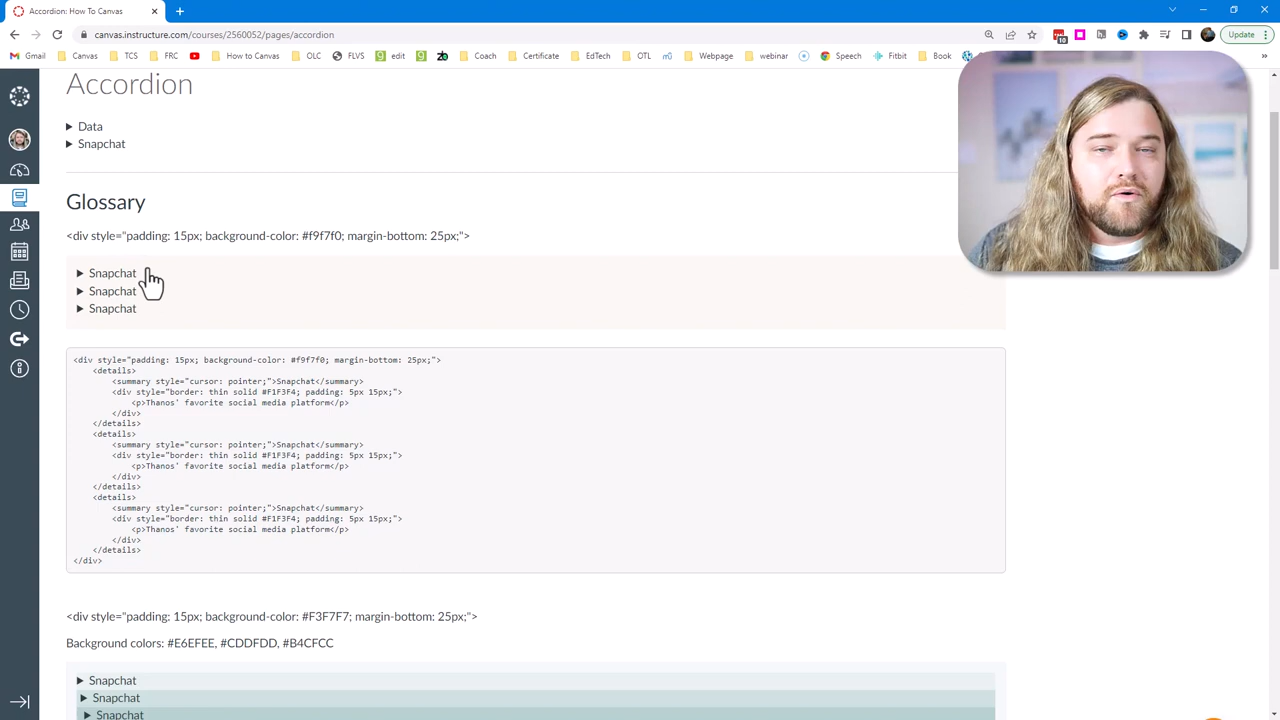 Accordion: How To Canvas
canvas.instructure.com/courses/2560052/pages/accordion
Update
Gmail
Canvas
TCS
FRC
How to Canvas
FLVS
edit
Coach
Certificate
EdTech
OTL
Webpage
webinar
Speech
Fitbit
Book
Accordion
Data
Snapchat
Glossary
<div style="padding: 15px; background-color: #f9f7f0; margin-bottom: 25px;">
Snapchat
Snapchat
Snapchat
<div style="padding: 15px; background-color: #f9f7f0; margin-bottom: 25px;">
<details>
<summary style="cursor: pointer;">Snapchat</summary>
<div style="border: thin solid #F1F3F4; padding: 5px 15px;">
<p>Thanos' favorite social media platform</p>
</div>
</details>
<details>
<summary style="cursor: pointer;">Snapchat</summary>
<div style="border: thin solid #F1F3F4; padding: 5px 15px;">
<p>Thanos' favorite social media platform</p>
</div>
</details>
<details>
<summary style="cursor: pointer;">Snapchat</summary>
<div style="border: thin solid #F1F3F4; padding: 5px 15px;">
<p>Thanos' favorite social media platform</p>
</div>
</details>
</div>
<div style="padding: 15px; background-color: #F3F7F7; margin-bottom: 25px;">
Background colors: #E6EFEE, #CDDFDD, #B4CFCC
Snapchat
Snapchat
Snapchat